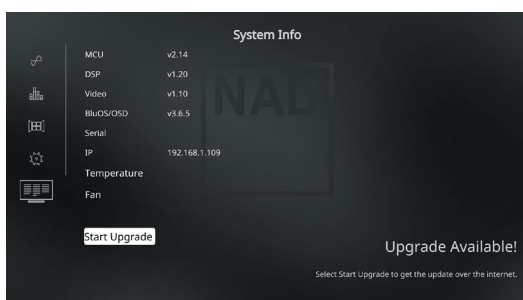 System Info
MCU v2.14
DSP v1.20
Video v1.10
BluOS/OSD v3.6.5
Serial
IP 192.168.1.109
Temperature
Fan
NAD
Start Upgrade
Upgrade Available!
Select Start Upgrade to get the update over the internet.